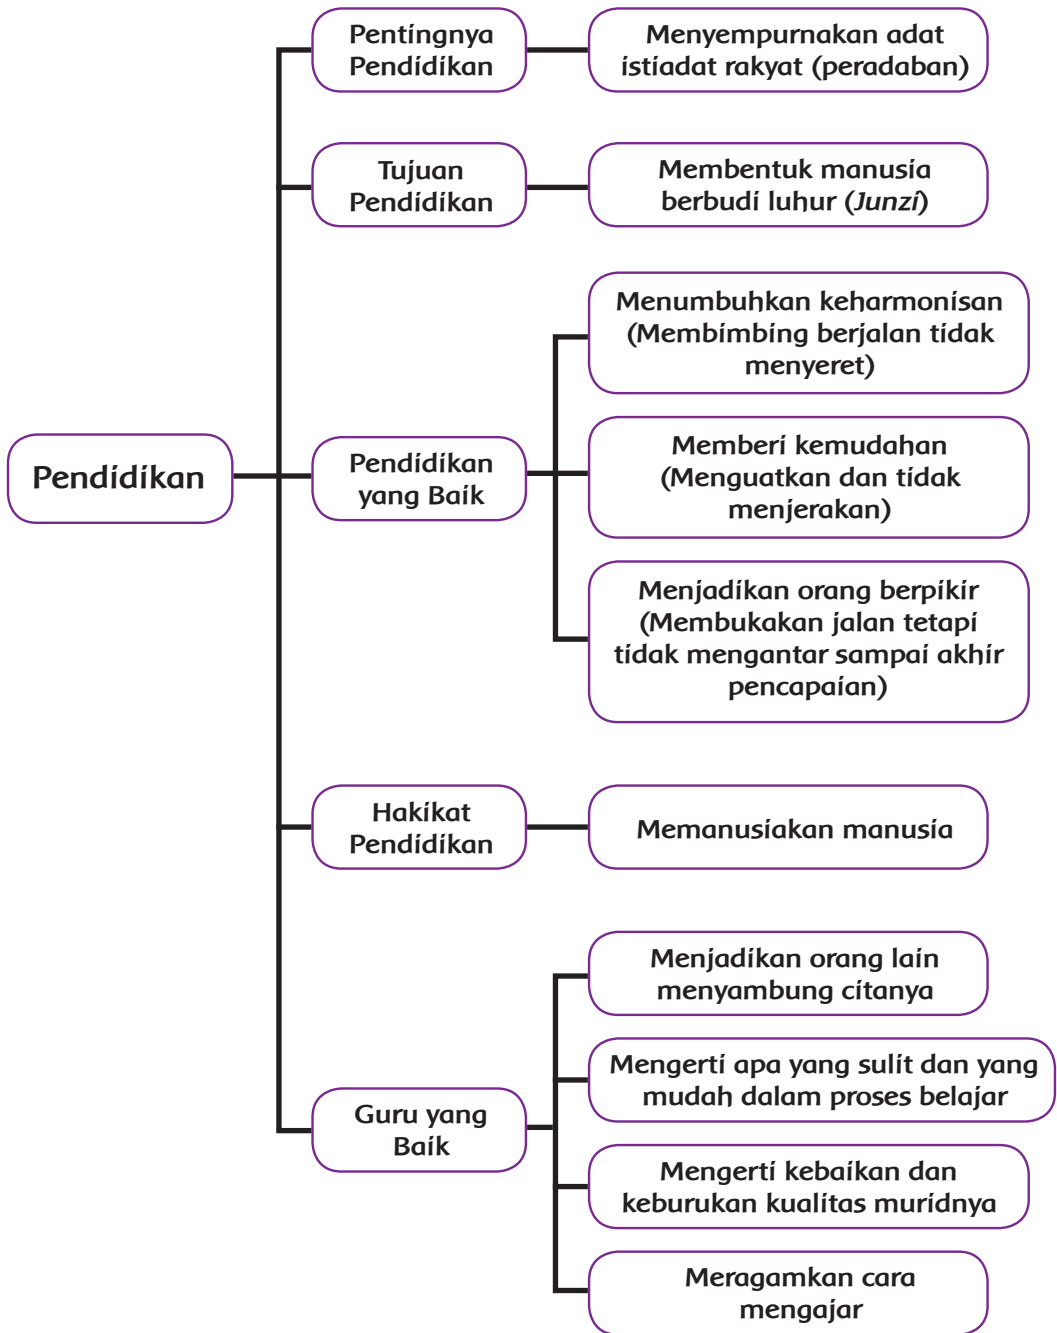 Pentingnya
Pendidikan
Menyempurnakan adat
istiadat rakyat (peradaban)
Tujuan
Pendidikan
Membentuk manusia
berbudi luhur (Junzi)
Pendidikan
Pendidikan
yang Baik
Menumbuhkan keharmonisan
(Membimbing berjalan tidak
menyeret)
Memberi kemudahan
(Menguatkan dan tidak
menjerakan)
Menjadikan orang berpikir
(Membukakan jalan tetapi
tidak mengantar sampai akhir
pencapaian)
Hakikat
Pendidikan
Memanusiakan manusia
Guru yang
Baik
Menjadikan orang lain
menyambung citanya
Mengerti apa yang sulit dan yang
mudah dalam proses belajar
Mengerti kebaikan dan
keburukan kualitas muridnya
Meragamkan cara
mengajar